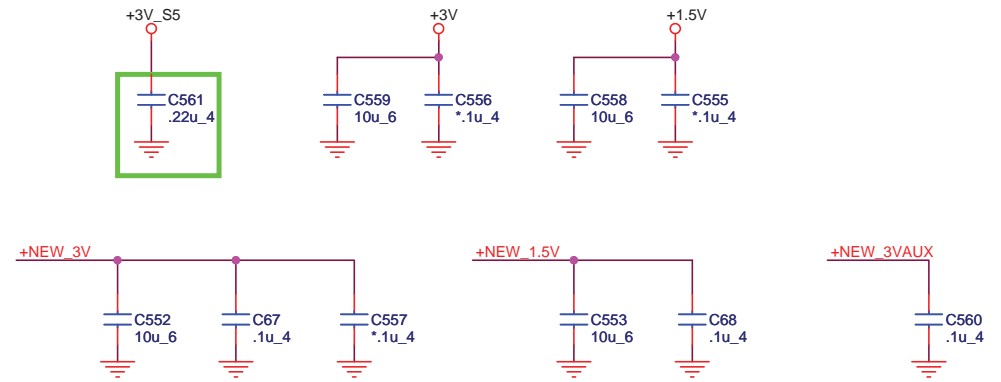 +3V_S5
+3V
+1.5V
C561
.22u_4
C559
10u_6
C556
*.1u_4
C558
10u_6
C555
*.1u_4
+NEW_3V
+NEW_1.5V
+NEW_3VAUX
C552
10u_6
C67
.1u_4
C557
*.1u_4
C553
10u_6
C68
.1u_4
C560
.1u_4